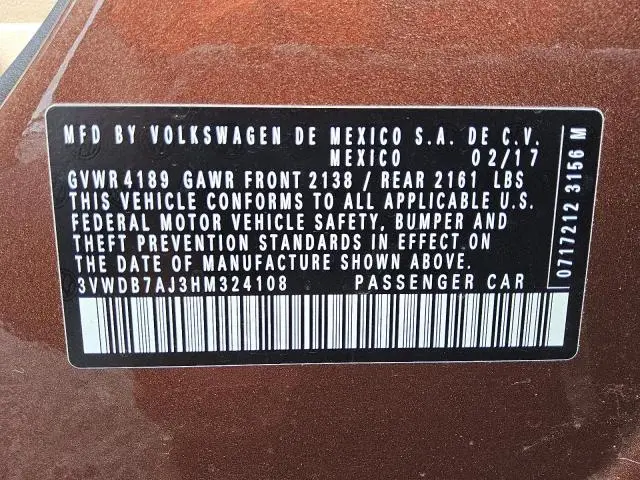 MFD BY VOLKSWAGEN DE MEXICO S.A. DE C.V.
MEXICO 02/17
GVWR 4189 GAWR FRONT 2138 / REAR 2161 LBS
THIS VEHICLE CONFORMS TO ALL APPLICABLE U.S.
FEDERAL MOTOR VEHICLE SAFETY, BUMPER AND
THEFT PREVENTION STANDARDS IN EFFECT ON
THE DATE OF MANUFACTURE SHOWN ABOVE.
3VWDB7AJ3HM324108 PASSENGER CAR
0717212 3156 M